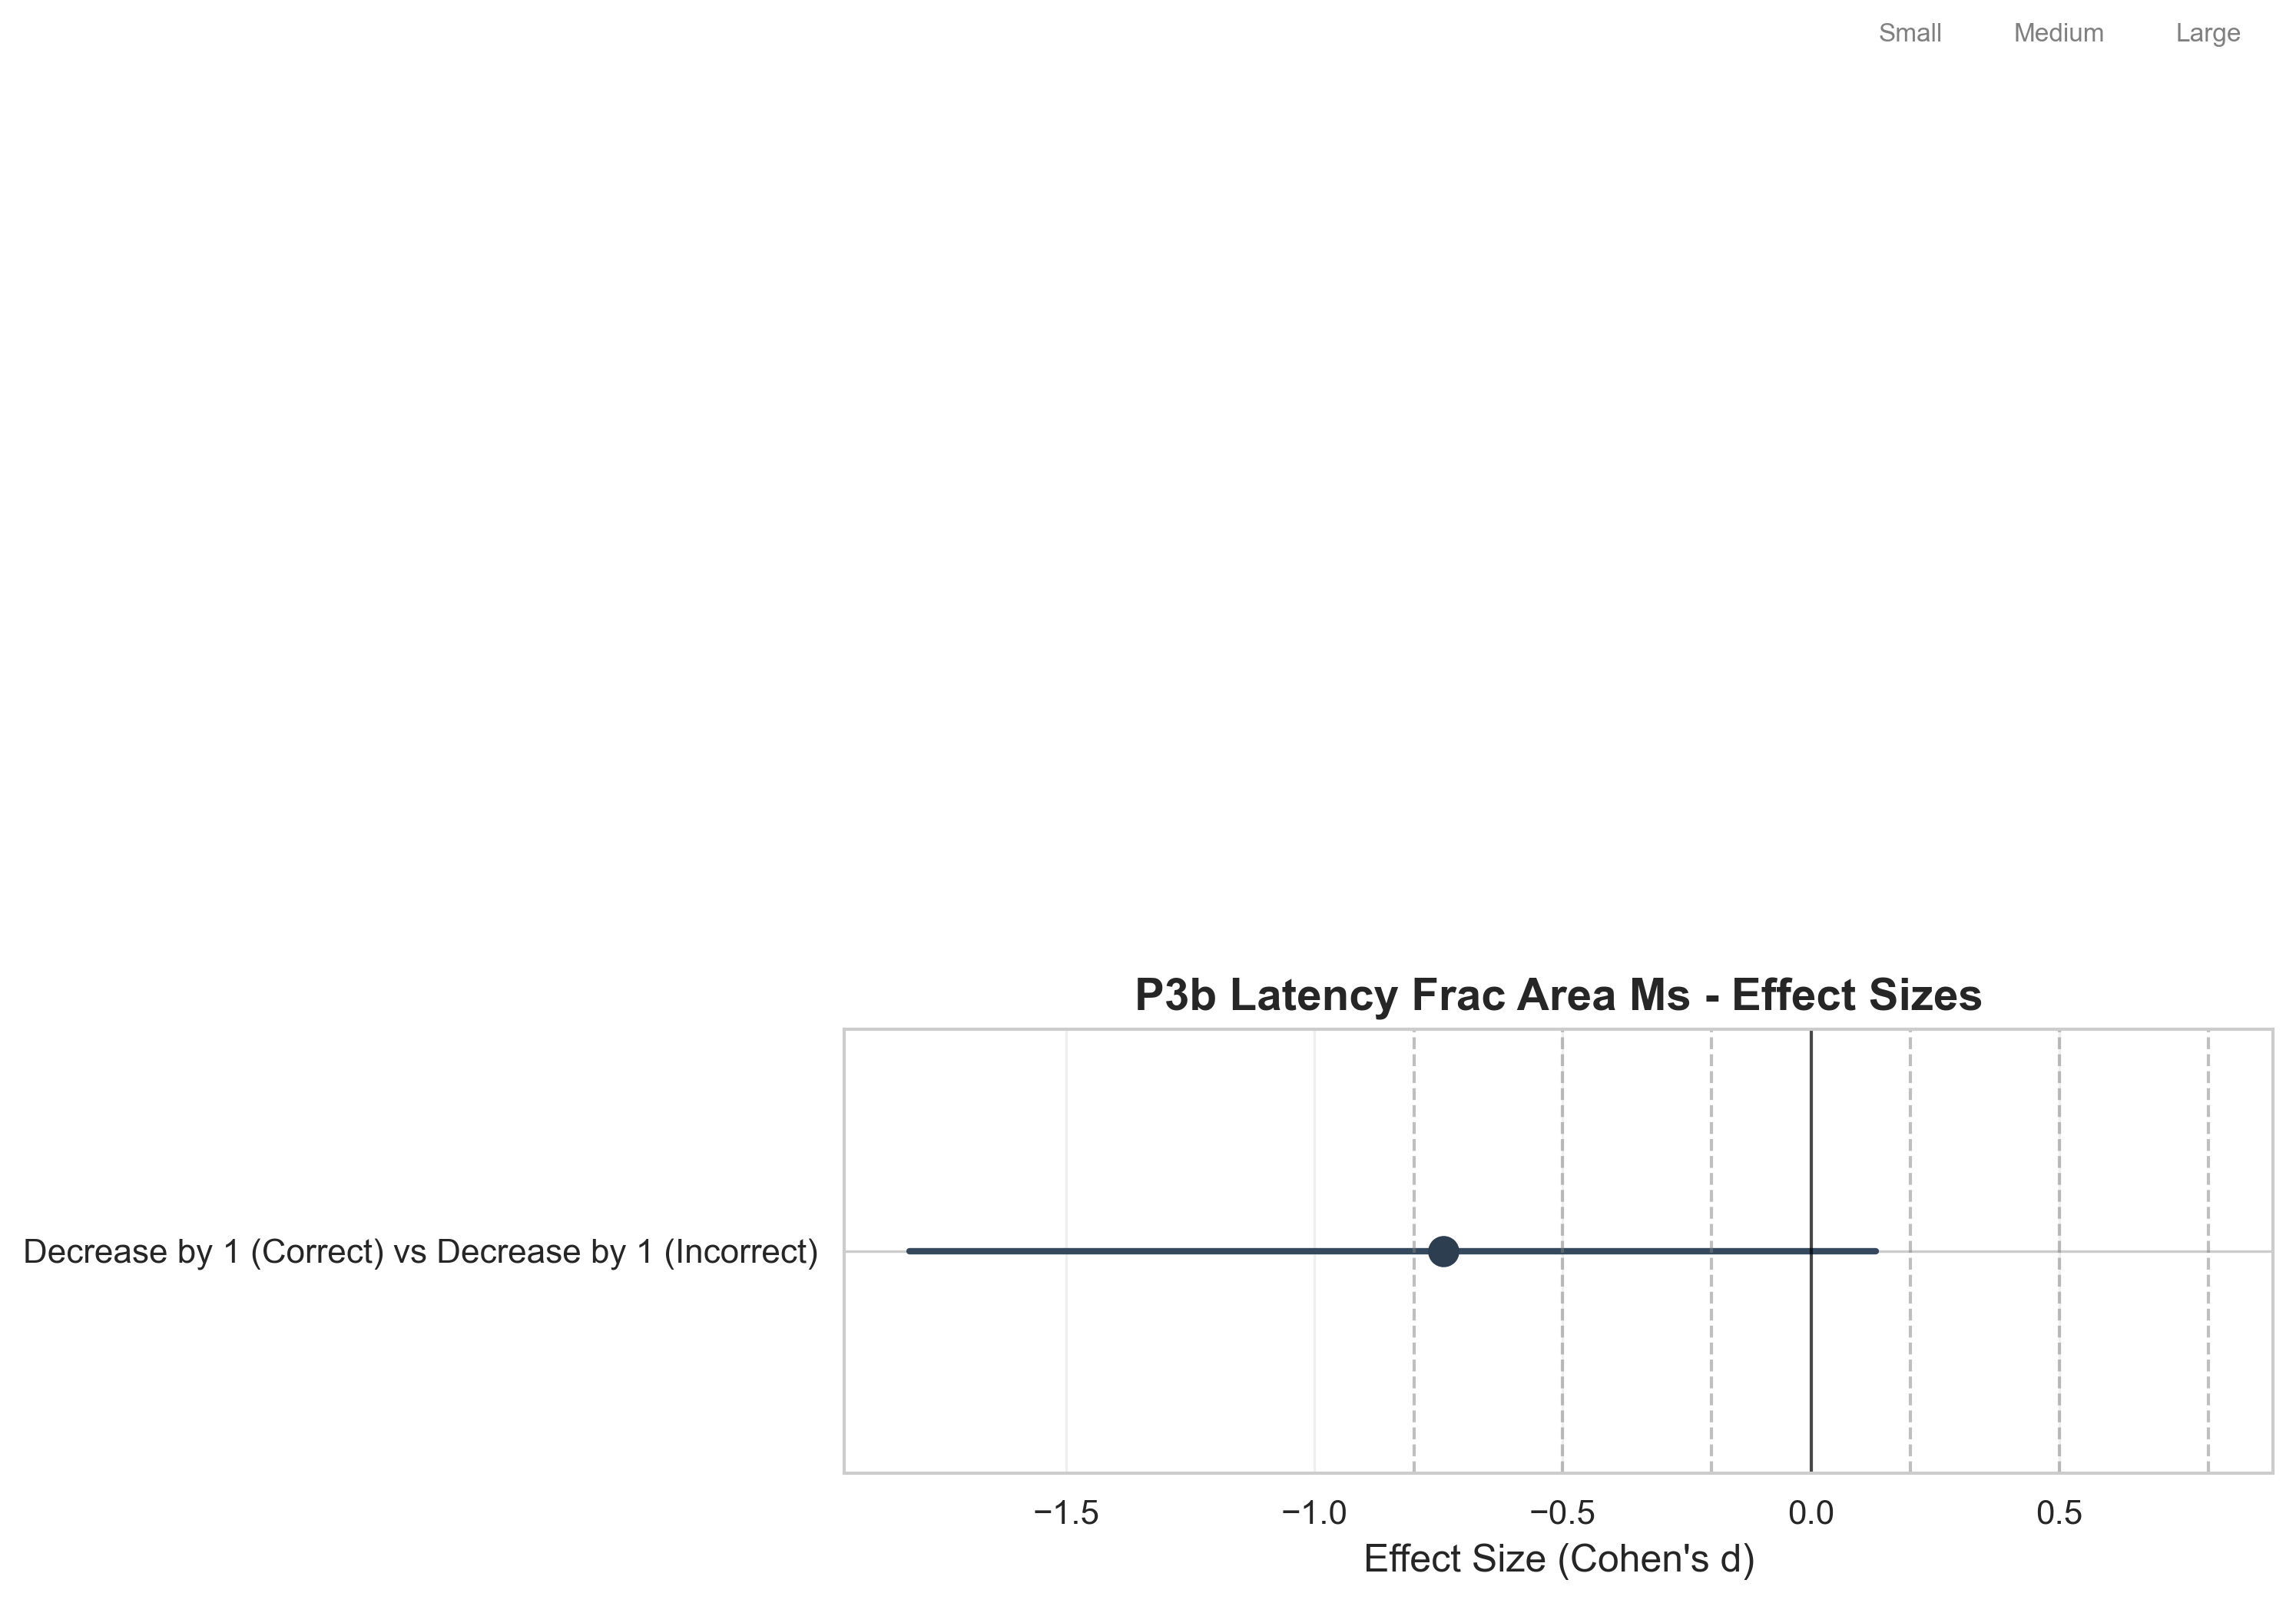 Small Medium Large
P3b Latency Frac Area Ms - Effect Sizes
Decrease by 1 (Correct) vs Decrease by 1 (Incorrect)
−1.5 −1.0 −0.5 0.0 0.5
Effect Size (Cohen's d)